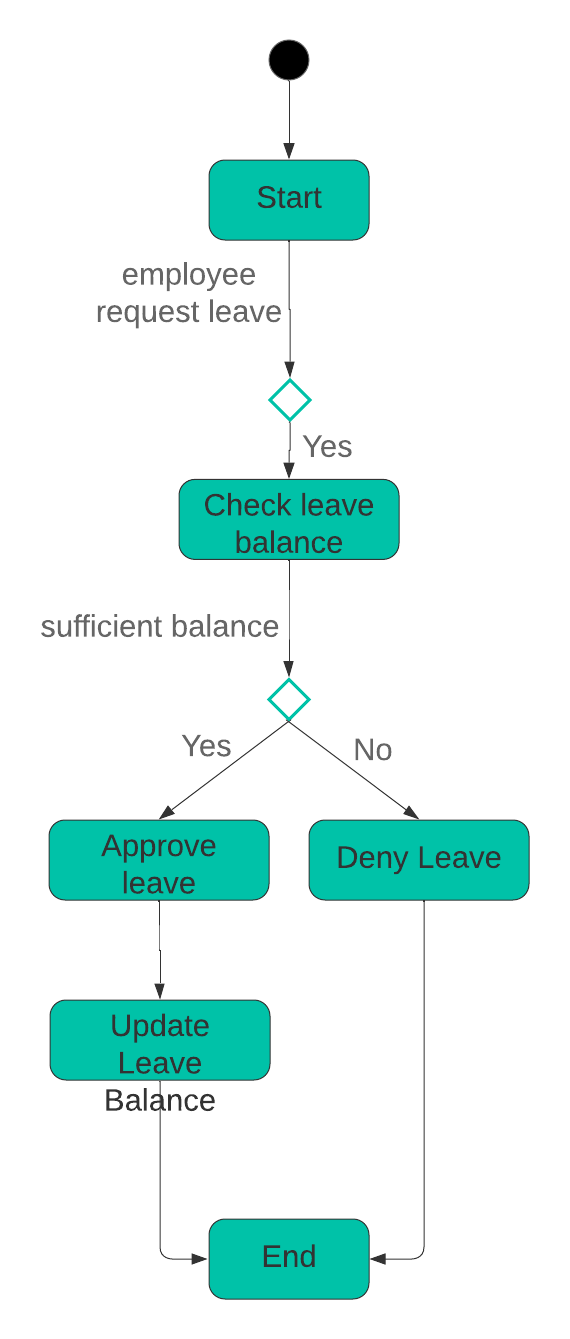 Start
employee
request leave
Yes
Check leave
balance
sufficient balance
Yes
No
Approve
leave
Deny Leave
Update
Leave
Balance
End